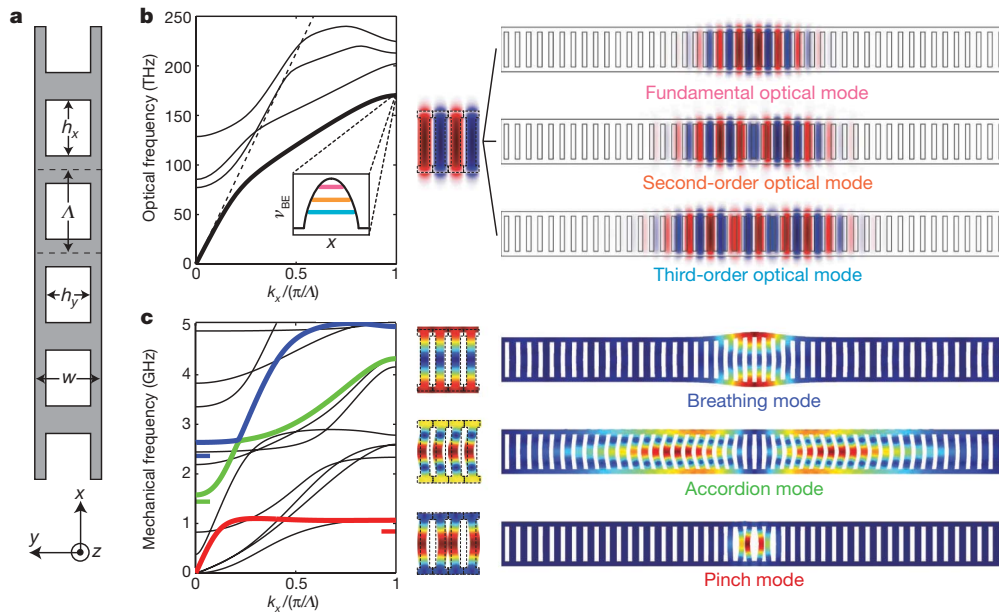 a
h_x
Λ
h_y
w
x
y
z
b
Optical frequency (THz)
250
200
150
100
50
0
ν_BE
x
0
0.5
1
k_x/(π/Λ)
Fundamental optical mode
Second-order optical mode
Third-order optical mode
c
Mechanical frequency (GHz)
5
4
3
2
1
0
0
0.5
1
k_x/(π/Λ)
Breathing mode
Accordion mode
Pinch mode